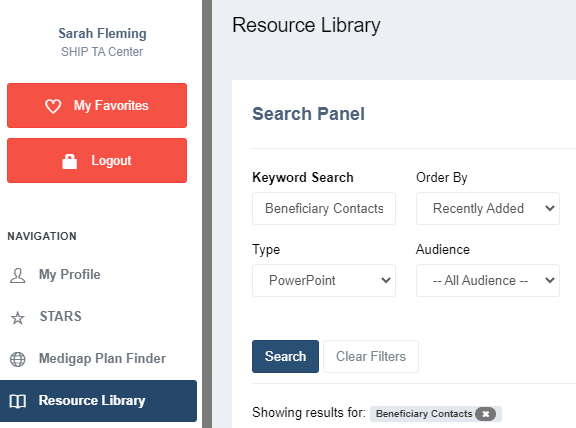 Sarah Fleming
SHIP TA Center
My Favorites
Logout
NAVIGATION
My Profile
STARS
Medigap Plan Finder
Resource Library
Resource Library
Search Panel
Keyword Search
Order By
Beneficiary Contacts
Recently Added
Type
Audience
PowerPoint
-- All Audience --
Search
Clear Filters
Showing results for: Beneficiary Contacts